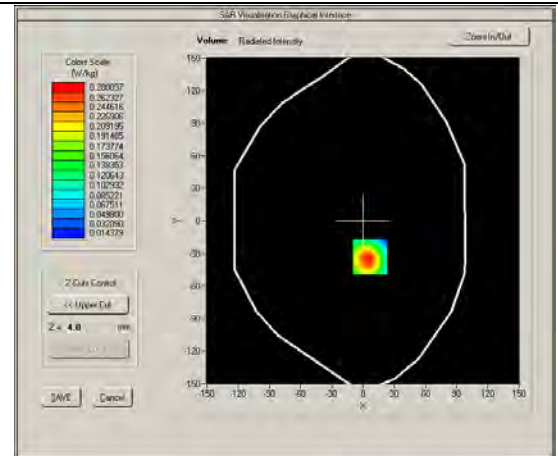 SAR Visualisation Graphical Interface
Volume Radiated Intensity
Zoom In/Out
Colors Scale
(W/kg)
0.280037
0.262327
0.244616
0.226906
0.209195
0.191485
0.173774
0.156064
0.138353
0.120643
0.102932
0.085221
0.067511
0.049800
0.032090
0.014379
150
120
90
60
30
0
-30
-60
-90
-120
-150
Y
-150 -120 -90 -60 -30 0 30 60 90 120 150
X
Z Cuts Control
<< Upper Cut
Z = 4.0 mm
SAVE
Cancel